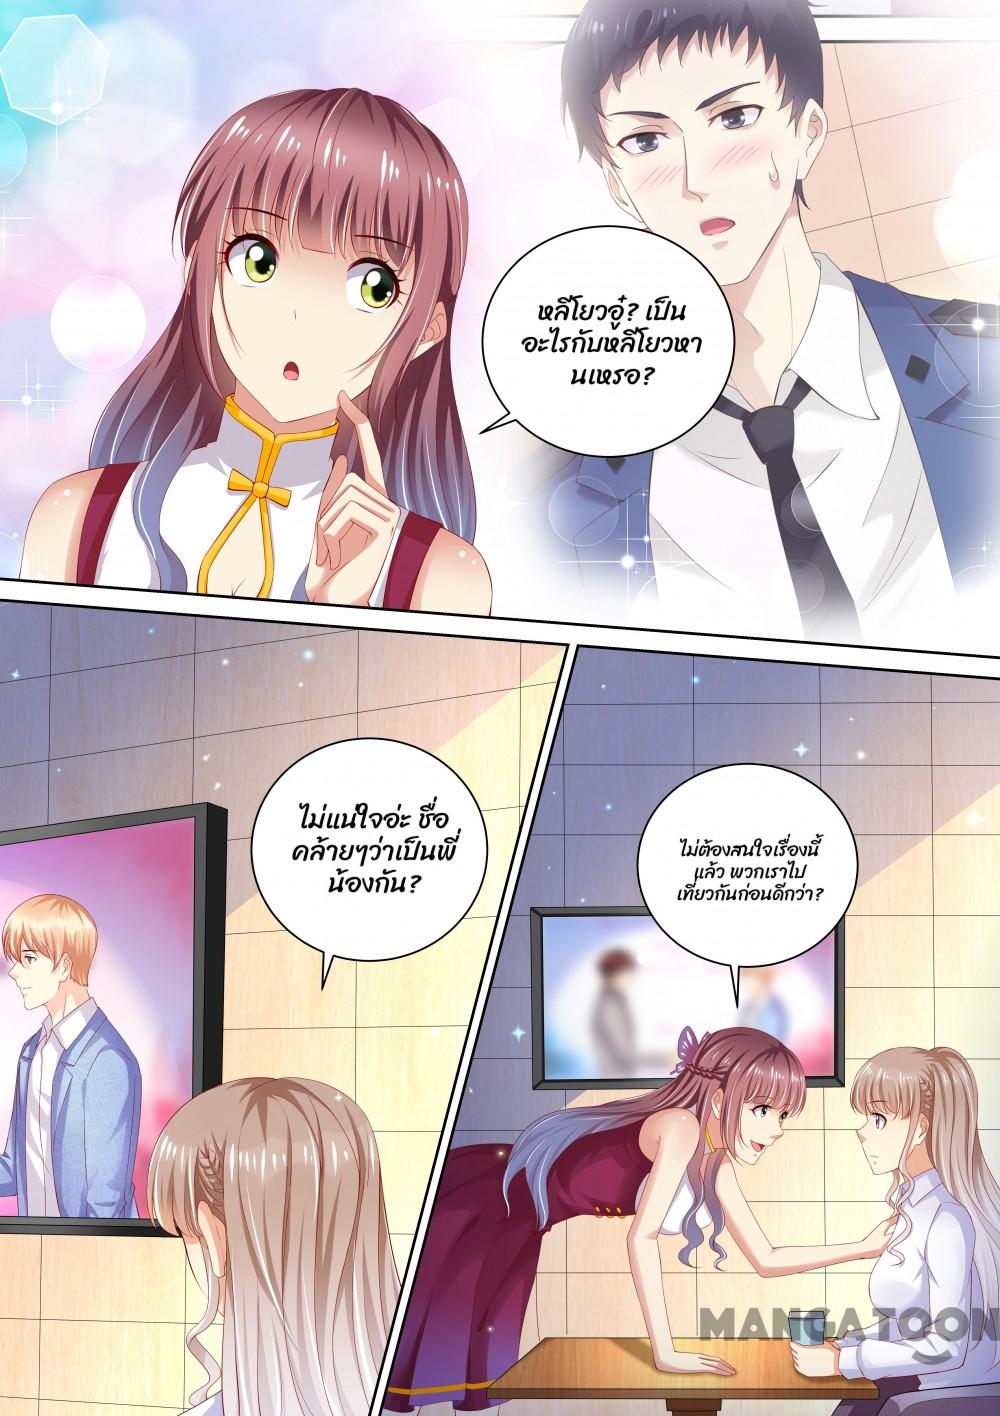 หลีโยวอู๋? เป็น
อะไรกับหลีโยวหา
นเหรอ?
ไม่แน่ใจอ่ะ ชื่อ
คล้ายๆว่าเป็นพี่
น้องกัน?
ไม่ต้องสนใจเรื่องนี้
แล้ว พวกเราไป
เที่ยวกันก่อนดีกว่า?
MANGATOON